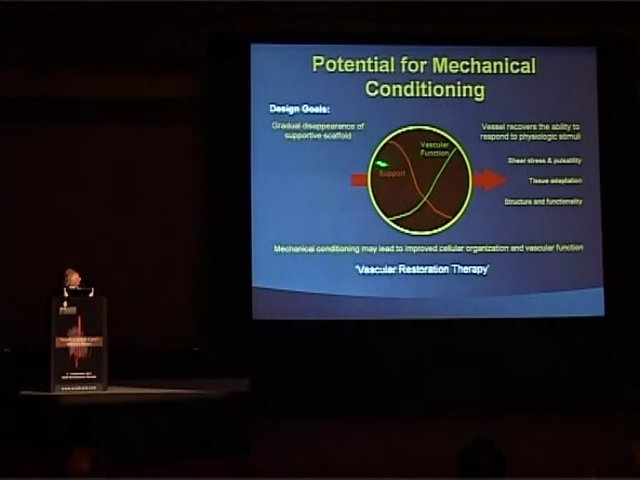 Potential for Mechanical
Conditioning
Design Goals:
Gradual disappearance of
supportive scaffold
Vessel recovers the ability to
respond to physiologic stimuli
Vascular
Function
Support
Shear stress & pulsatility
Tissue adaptation
Structure and functionality
Mechanical conditioning may lead to improved cellular organization and vascular function
'Vascular Restoration Therapy'